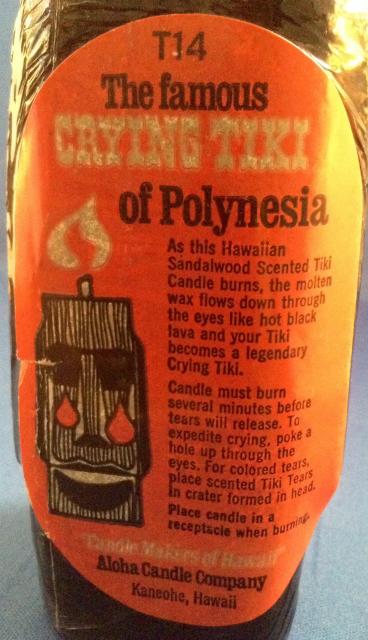 T14
The famous
CRYING TIKI
of Polynesia
As this Hawaiian
Sandalwood Scented Tiki
Candle burns, the molten
wax flows down through
the eyes like hot black
lava and your Tiki
becomes a legendary
Crying Tiki.
Candle must burn
several minutes before
tears will release. To
expedite crying, poke a
hole up through the
eyes. For colored tears,
place scented Tiki Tears
in crater formed in head.
Place candle in a
receptacle when burning.
"Candle Makers of Hawaii"
Aloha Candle Company
Kaneohe, Hawaii